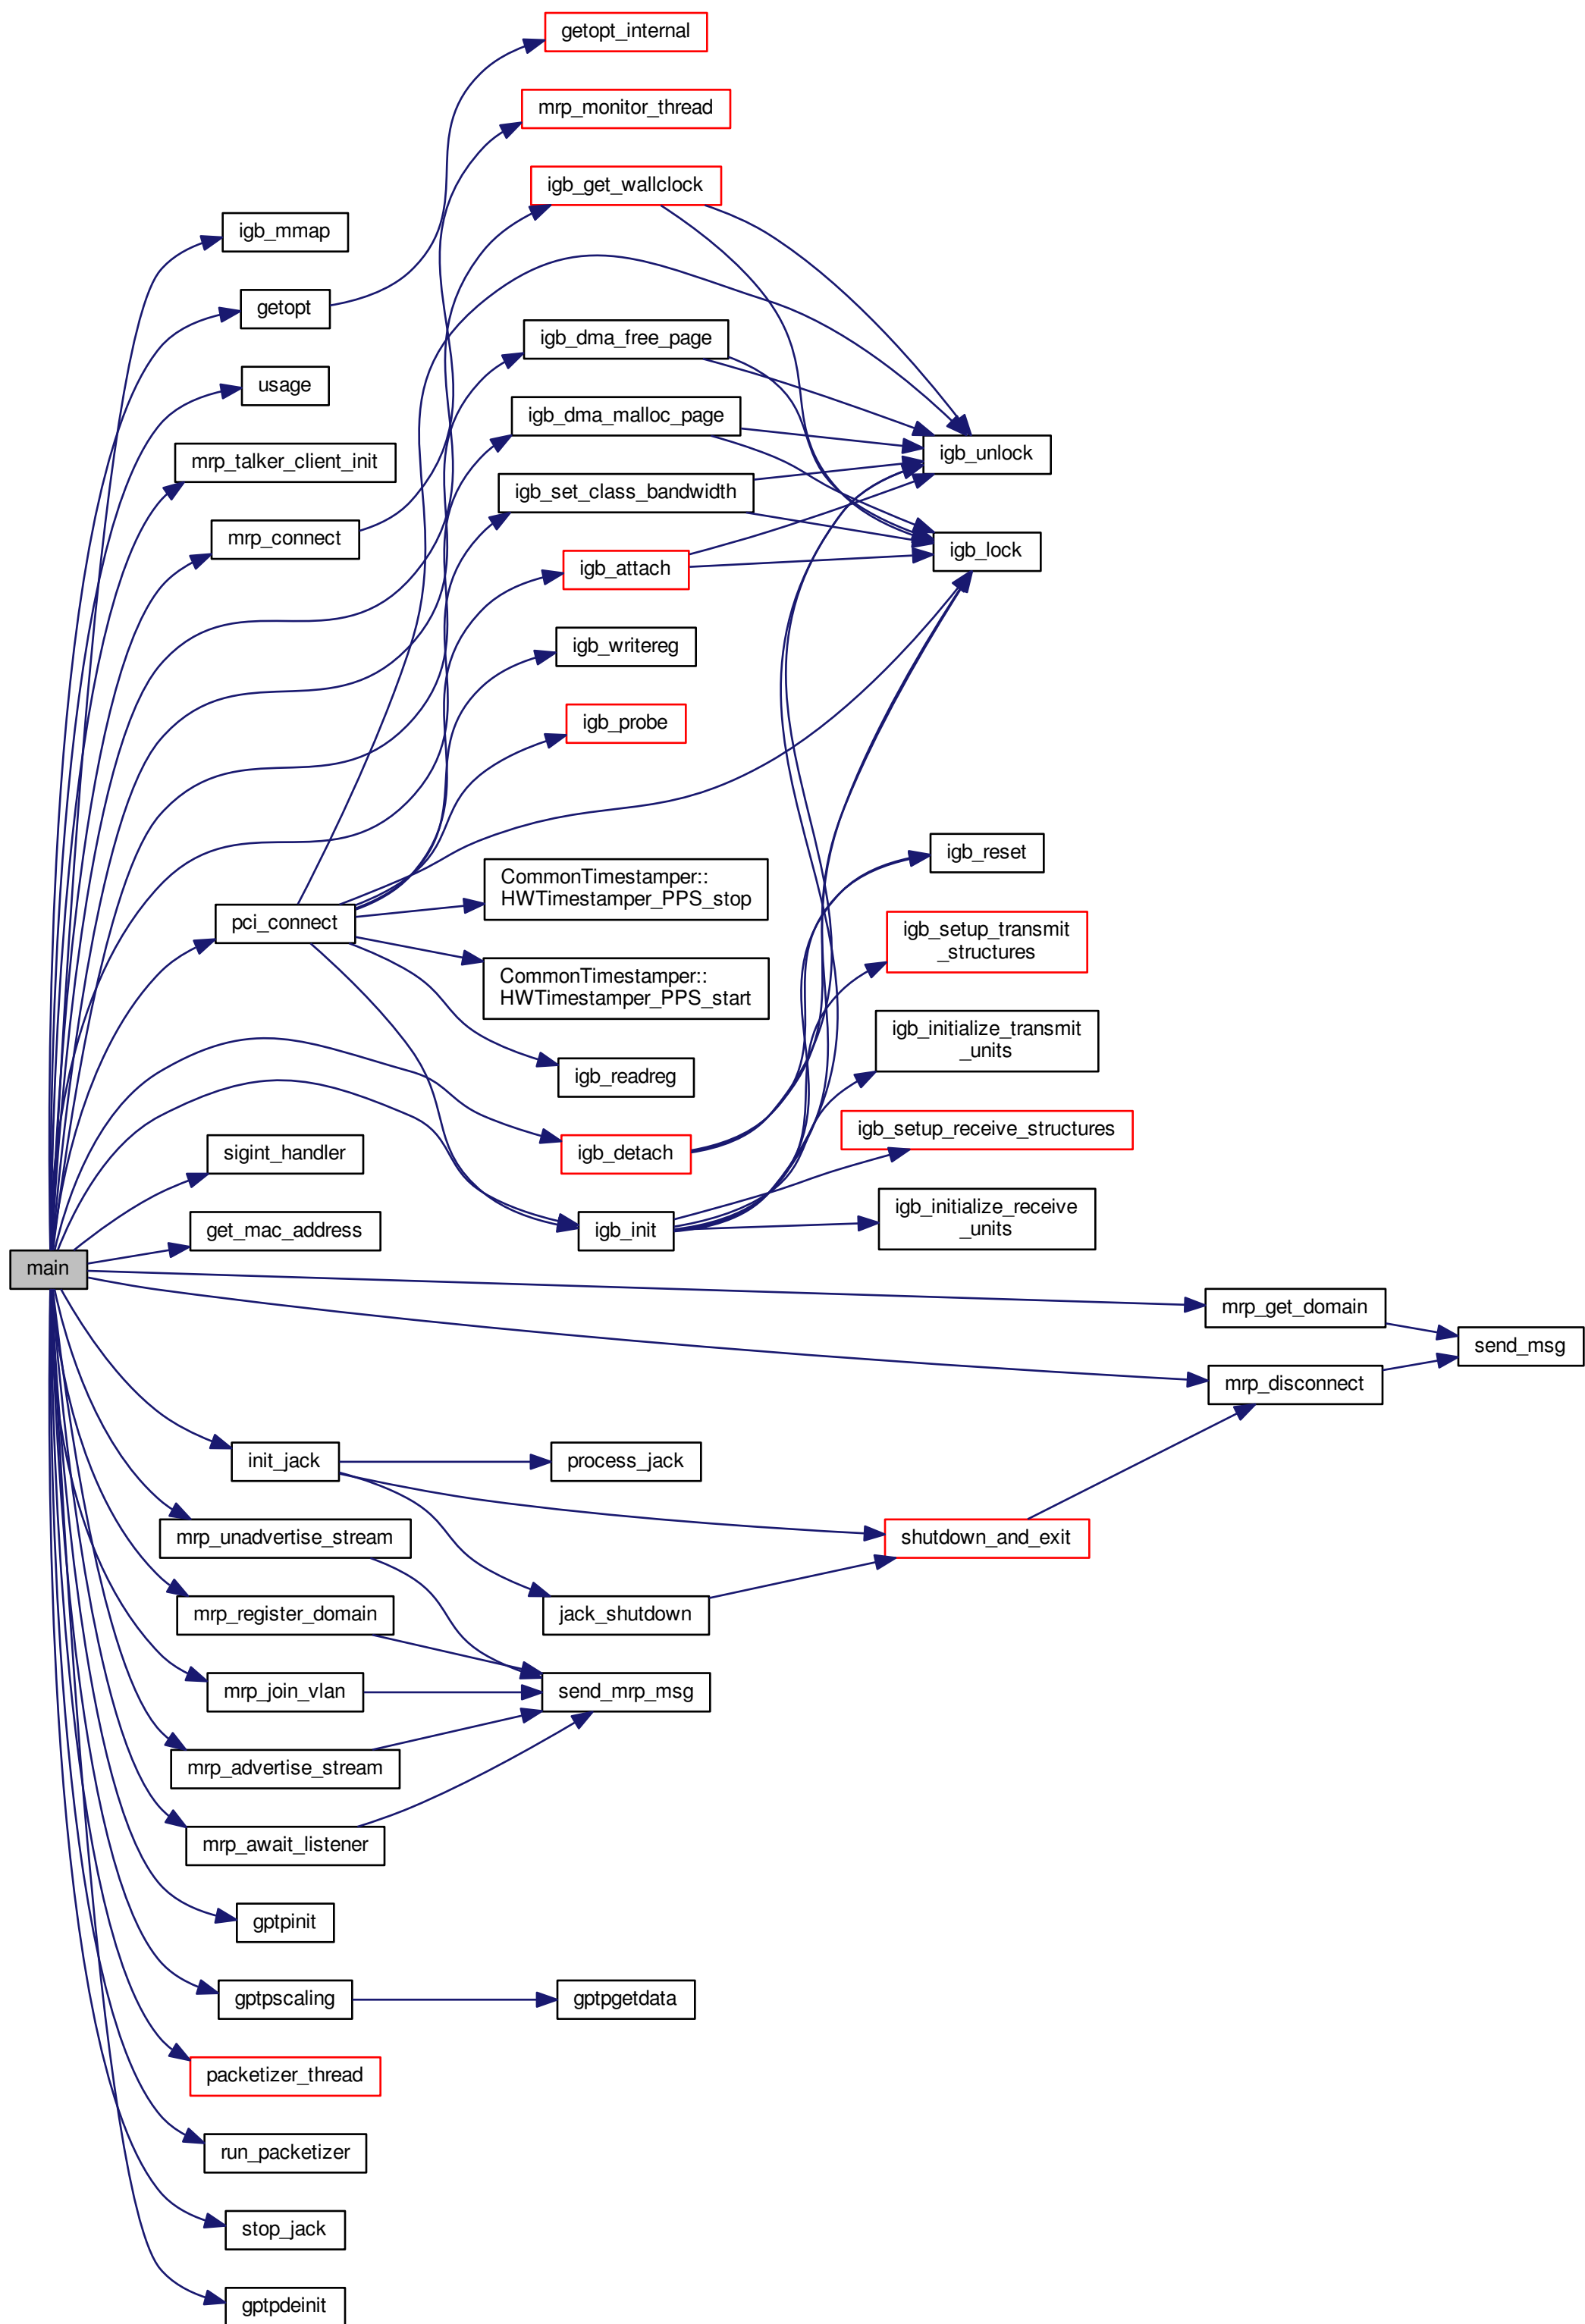 getopt_internal
mrp_monitor_thread
igb_get_wallclock
igb_mmap
getopt
igb_dma_free_page
usage
igb_dma_malloc_page
igb_unlock
mrp_talker_client_init
igb_set_class_bandwidth
mrp_connect
igb_lock
igb_attach
igb_writereg
igb_probe
igb_reset
CommonTimestamper::
HWTimestamper_PPS_stop
pci_connect
igb_setup_transmit
_structures
CommonTimestamper::
HWTimestamper_PPS_start
igb_initialize_transmit
_units
igb_readreg
igb_setup_receive_structures
sigint_handler
igb_detach
igb_initialize_receive
_units
get_mac_address
igb_init
main
mrp_get_domain
send_msg
mrp_disconnect
init_jack
process_jack
mrp_unadvertise_stream
shutdown_and_exit
mrp_register_domain
jack_shutdown
mrp_join_vlan
send_mrp_msg
mrp_advertise_stream
mrp_await_listener
gptpinit
gptpscaling
gptpgetdata
packetizer_thread
run_packetizer
stop_jack
gptpdeinit